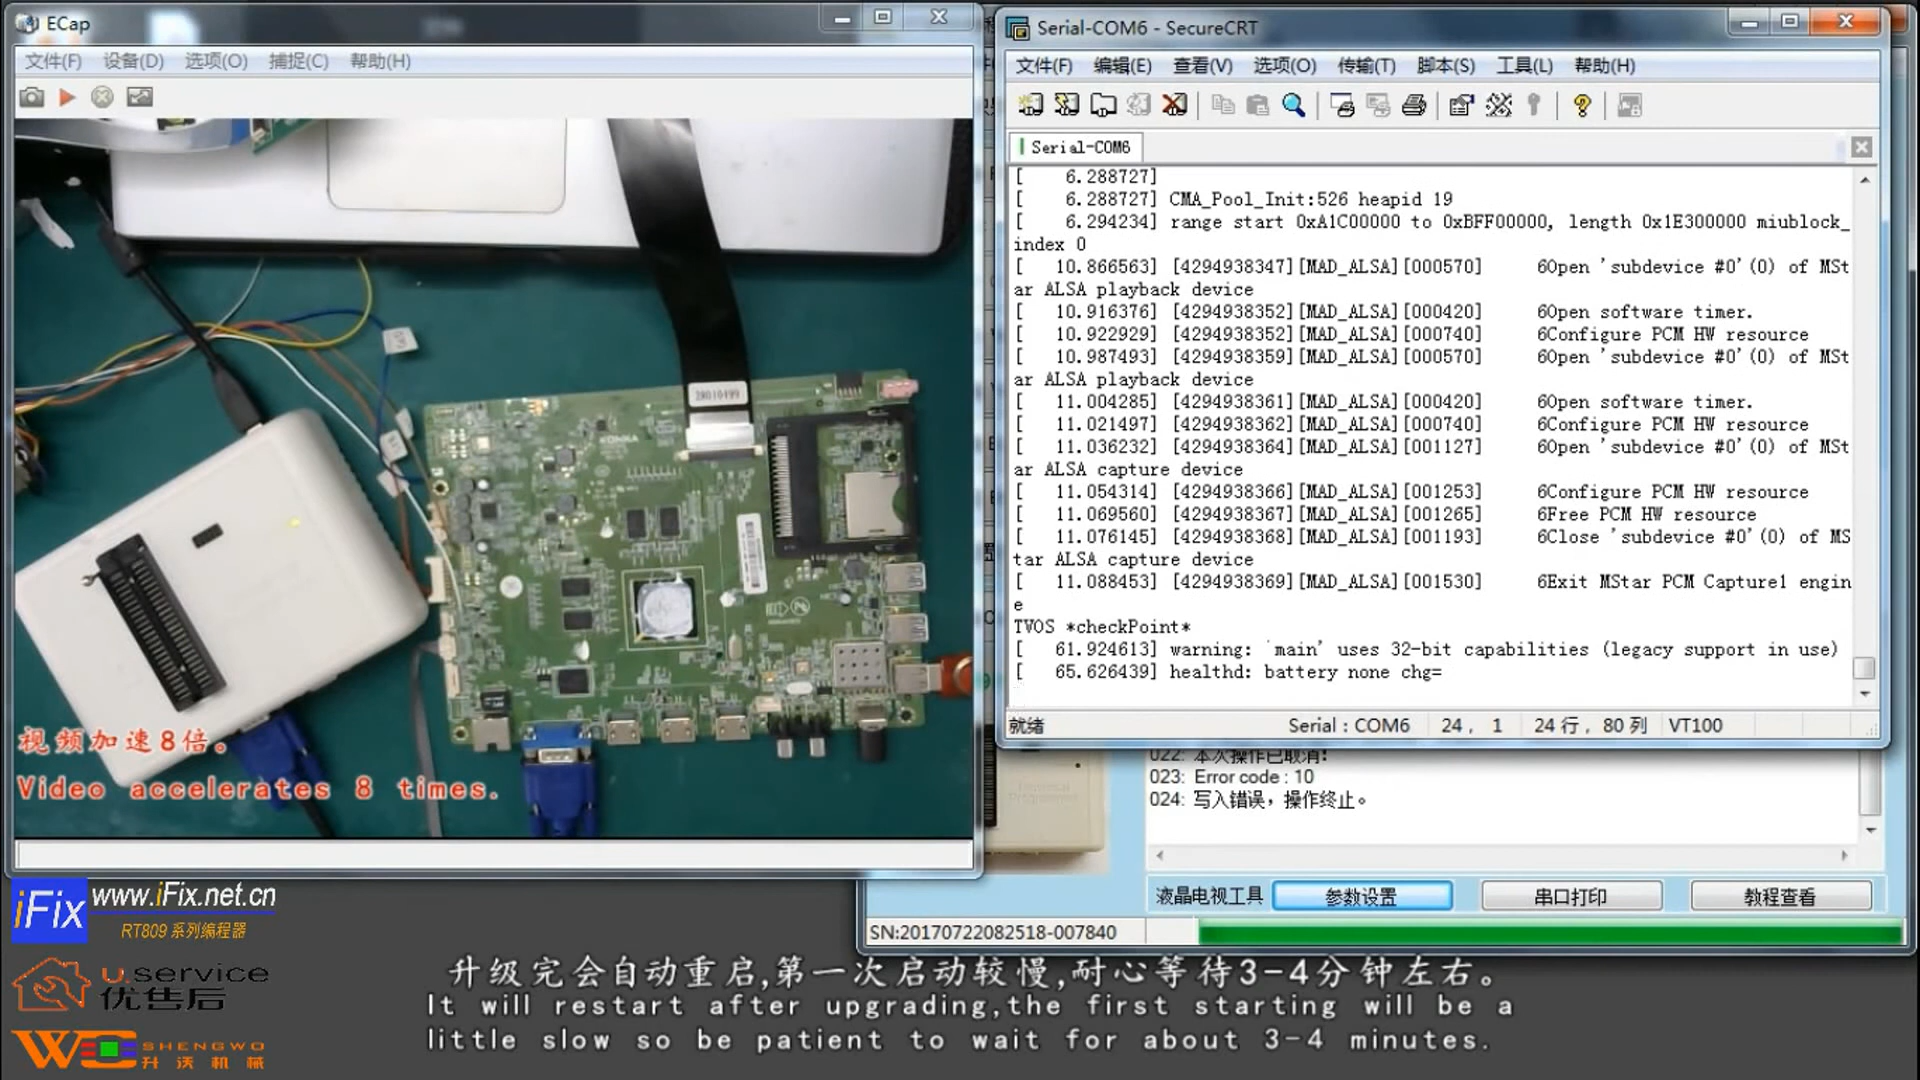 ECap
文件(F) 设备(D) 选项(O) 捕捉(C) 帮助(H)
KONKA
视频加速8倍。
Video accelerates 8 times.
Serial-COM6 - SecureCRT
文件(F) 编辑(E) 查看(V) 选项(O) 传输(T) 脚本(S) 工具(L) 帮助(H)
Serial-COM6
[    6.288727]
[    6.288727] CMA_Pool_Init:526 heapid 19
[    6.294234] range start 0xA1C00000 to 0xBFF00000, length 0x1E300000 miublock_
index 0
[   10.866563] [4294938347][MAD_ALSA][000570]     6Open 'subdevice #0'(0) of MSt
ar ALSA playback device
[   10.916376] [4294938352][MAD_ALSA][000420]     6Open software timer.
[   10.922929] [4294938352][MAD_ALSA][000740]     6Configure PCM HW resource
[   10.987493] [4294938359][MAD_ALSA][000570]     6Open 'subdevice #0'(0) of MSt
ar ALSA playback device
[   11.004285] [4294938361][MAD_ALSA][000420]     6Open software timer.
[   11.021497] [4294938362][MAD_ALSA][000740]     6Configure PCM HW resource
[   11.036232] [4294938364][MAD_ALSA][001127]     6Open 'subdevice #0'(0) of MSt
ar ALSA capture device
[   11.054314] [4294938366][MAD_ALSA][001253]     6Configure PCM HW resource
[   11.069560] [4294938367][MAD_ALSA][001265]     6Free PCM HW resource
[   11.076145] [4294938368][MAD_ALSA][001193]     6Close 'subdevice #0'(0) of MS
tar ALSA capture device
[   11.088453] [4294938369][MAD_ALSA][001530]     6Exit MStar PCM Capture1 engin
e
TVOS *checkPoint*
[   61.924613] warning: `main' uses 32-bit capabilities (legacy support in use)
[   65.626439] healthd: battery none chg=
就绪 Serial : COM6 24, 1 24 行, 80 列 VT100
022: 本次操作已取消!
023: Error code : 10
024: 写入错误，操作终止。
液晶电视工具 参数设置 串口打印 教程查看
SN:20170722082518-007840
iFix www.iFix.net.cn
RT809 系列编程器
U.service
优售后
SHENGWO
升沃机械
升级完会自动重启,第一次启动较慢,耐心等待3-4分钟左右。
It will restart after upgrading,the first starting will be a
little slow so be patient to wait for about 3-4 minutes.